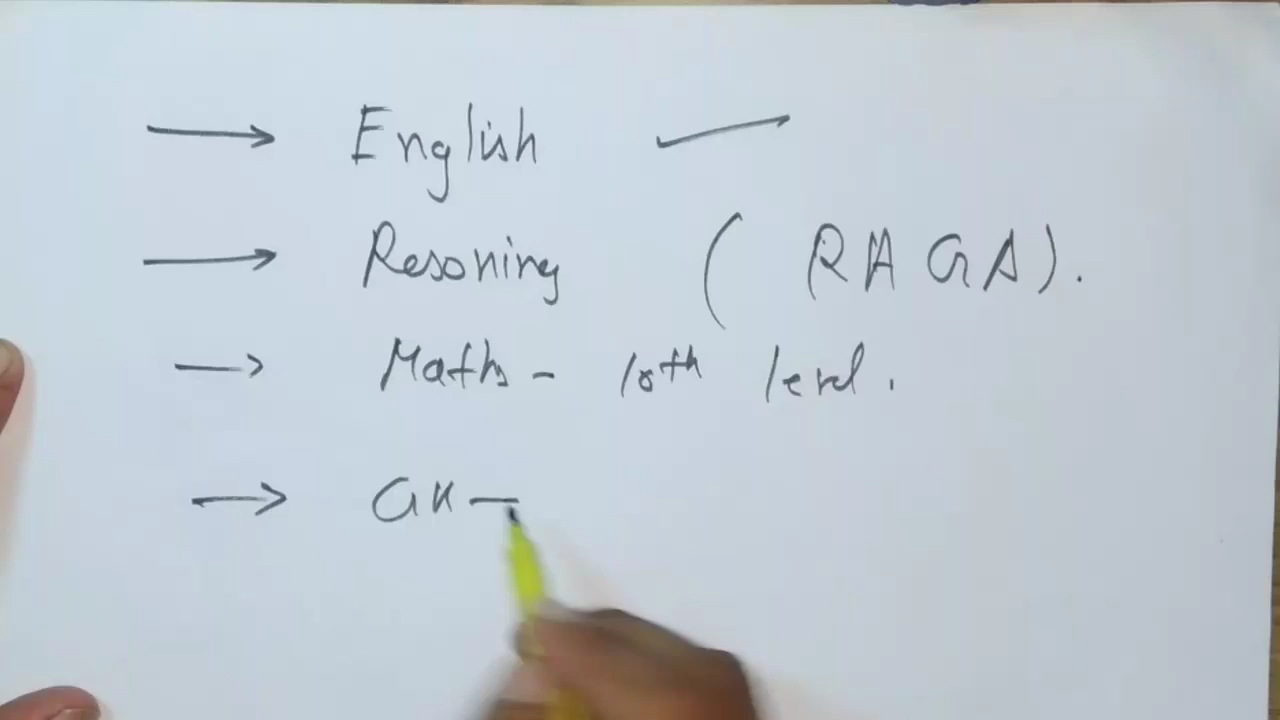 → English ✓
→ Resoning (RAGA).
→ Maths - 10th level.
→ GK -